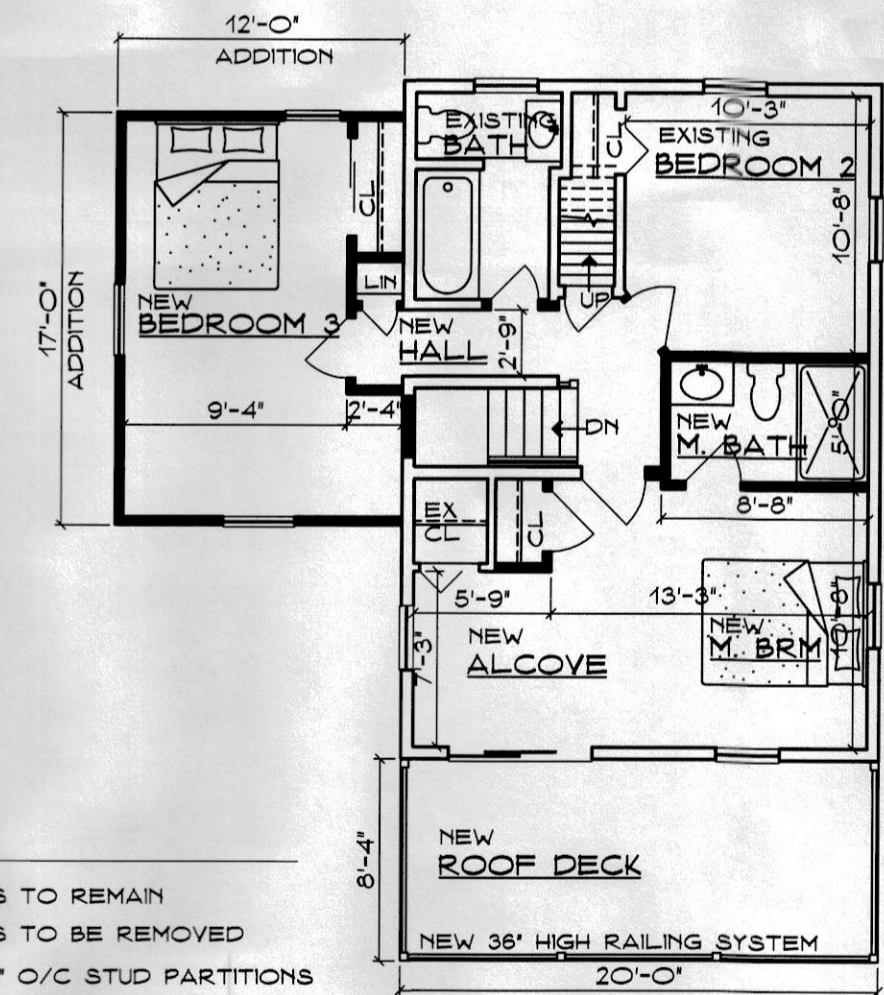 12'-0"
ADDITION
10'-3"
EXISTING
BATH
CL
EXISTING
BEDROOM 2
10'-8"
17'-0"
ADDITION
CL
LIN
UP
NEW
BEDROOM 3
NEW
HALL
2'-9"
9'-4"
2'-4"
DN
NEW
M. BATH
5'-0"
8'-8"
EX
CL
CL
5'-9"
13'-3"
10'-8"
7'-3"
NEW
ALCOVE
NEW
M. BRM
8'-4"
NEW
ROOF DECK
NEW 36" HIGH RAILING SYSTEM
20'-0"
TO REMAIN
TO BE REMOVED
O/C STUD PARTITIONS